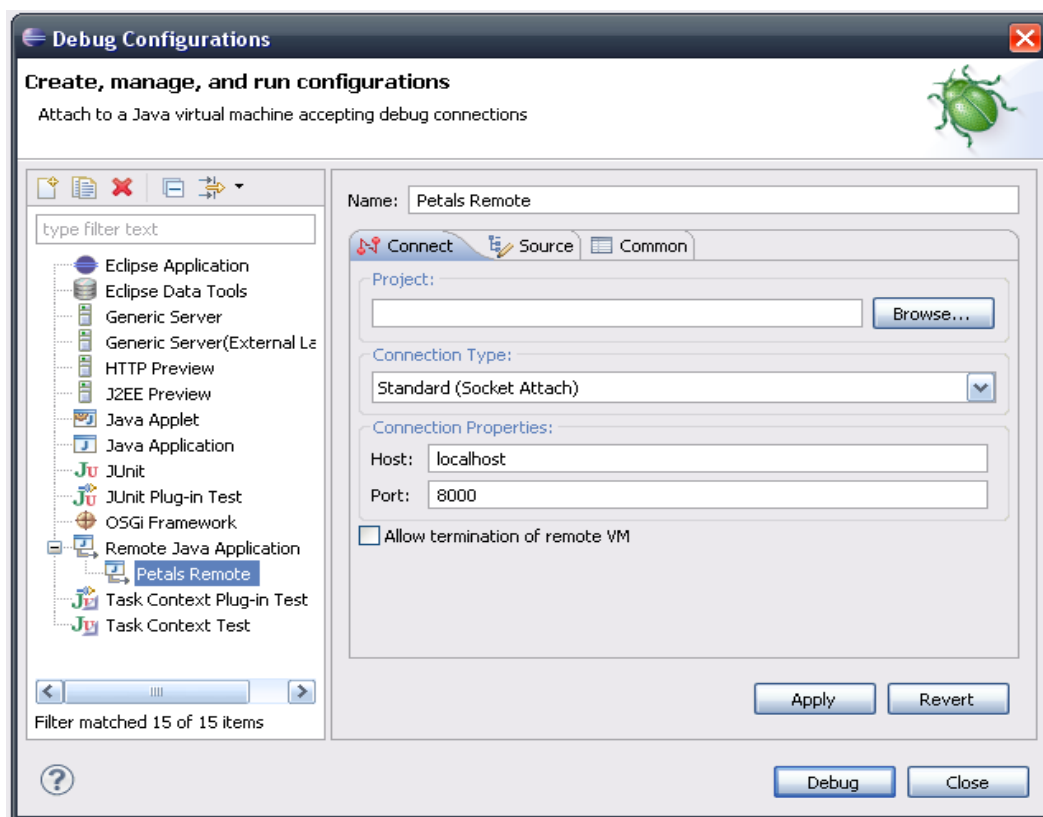 Debug Configurations
Create, manage, and run configurations
Attach to a Java virtual machine accepting debug connections
type filter text
Eclipse Application
Eclipse Data Tools
Generic Server
Generic Server(External La
HTTP Preview
J2EE Preview
Java Applet
Java Application
JUnit
JUnit Plug-in Test
OSGi Framework
Remote Java Application
Petals Remote
Task Context Plug-in Test
Task Context Test
Filter matched 15 of 15 items
Name: Petals Remote
Connect Source Common
Project:
Browse...
Connection Type:
Standard (Socket Attach)
Connection Properties:
Host: localhost
Port: 8000
Allow termination of remote VM
Apply Revert
? Debug Close